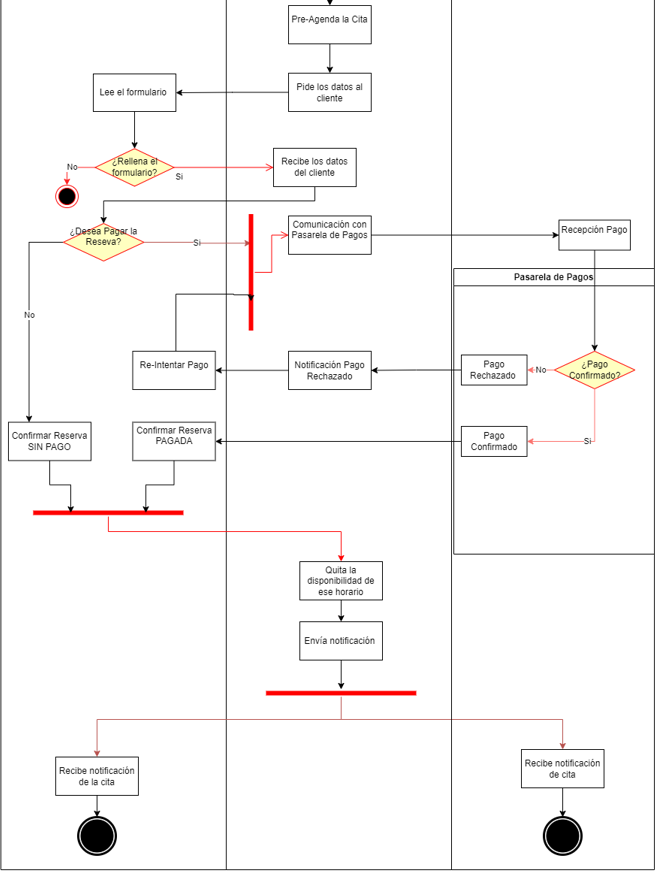 Pre-Agenda la Cita
Lee el formulario
Pide los datos al
cliente
¿Rellena el
formulario?
No
Si
Recibe los datos
del cliente
¿Desea Pagar la
Reseva?
Si
No
Comunicación con
Pasarela de Pagos
Recepción Pago
Pasarela de Pagos
Re-Intentar Pago
Notificación Pago
Rechazado
Pago
Rechazado
No
¿Pago
Confirmado?
Si
Confirmar Reserva
SIN PAGO
Confirmar Reserva
PAGADA
Pago
Confirmado
Quita la
disponibilidad de
ese horario
Envía notificación
Recibe notificación
de la cita
Recibe notificación
de cita